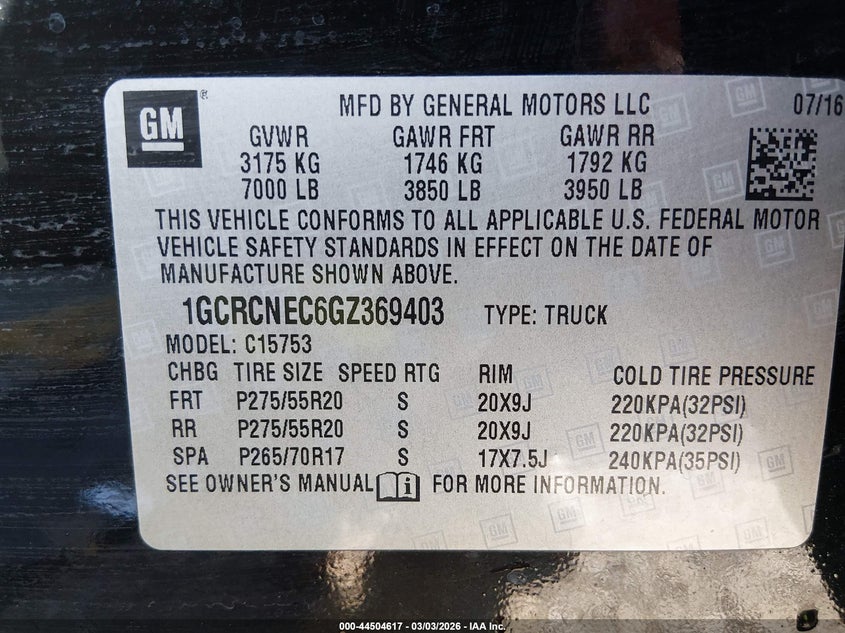 GM
®
MFD BY GENERAL MOTORS LLC 07/16
GVWR GAWR FRT GAWR RR
3175 KG 1746 KG 1792 KG
7000 LB 3850 LB 3950 LB
THIS VEHICLE CONFORMS TO ALL APPLICABLE U.S. FEDERAL MOTOR
VEHICLE SAFETY STANDARDS IN EFFECT ON THE DATE OF
MANUFACTURE SHOWN ABOVE.
1GCRCNEC6GZ369403 TYPE: TRUCK
MODEL: C15753
CHBG TIRE SIZE SPEED RTG RIM COLD TIRE PRESSURE
FRT P275/55R20 S 20X9J 220KPA(32PSI)
RR P275/55R20 S 20X9J 220KPA(32PSI)
SPA P265/70R17 S 17X7.5J 240KPA(35PSI)
SEE OWNER'S MANUAL FOR MORE INFORMATION.
000-44504617 - 03/03/2026 - IAA Inc.